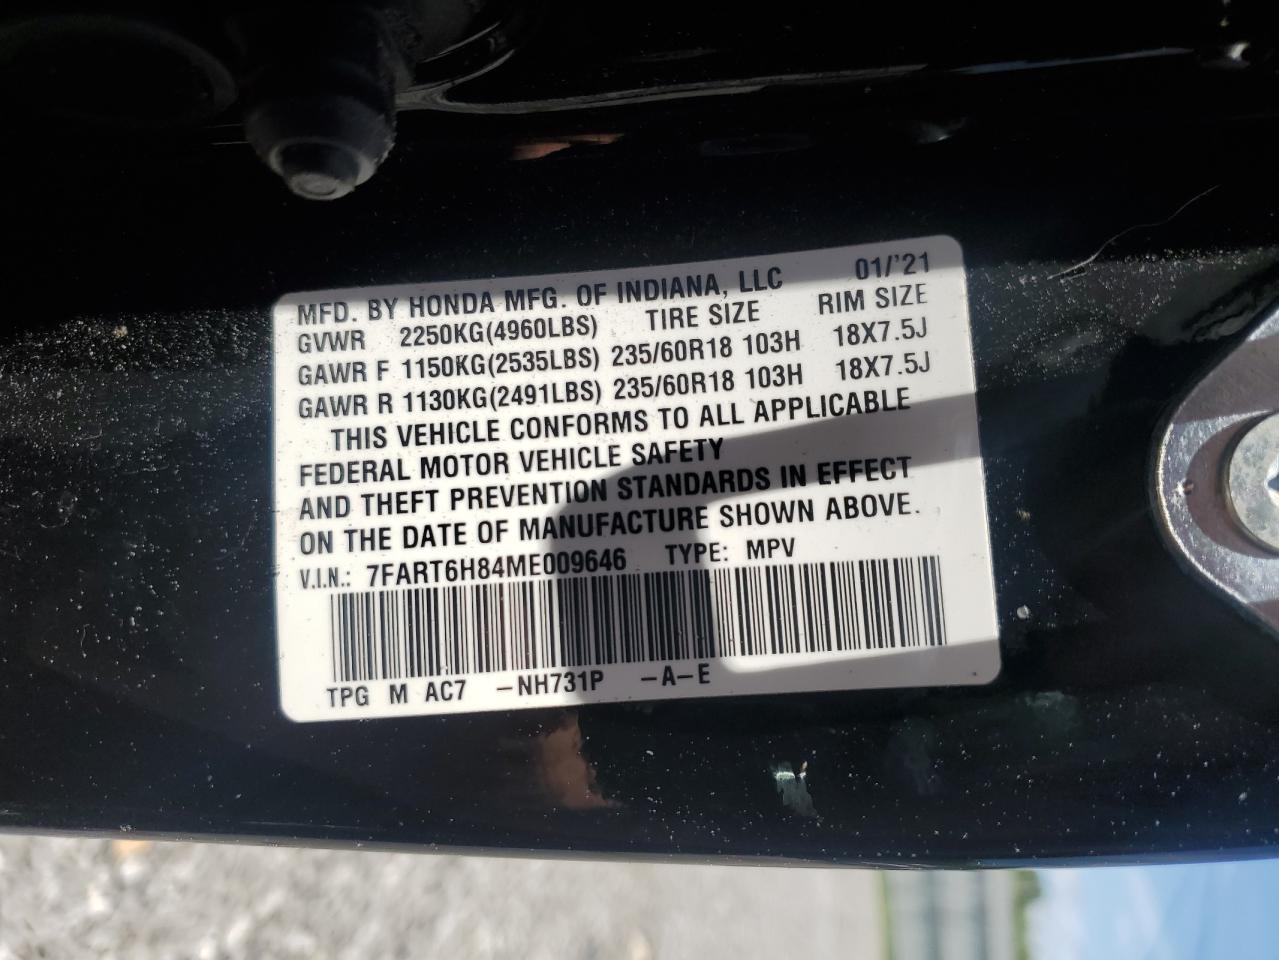 MFD. BY HONDA MFG. OF INDIANA, LLC 01/'21
GVWR 2250KG(4960LBS) TIRE SIZE RIM SIZE
GAWR F 1150KG(2535LBS) 235/60R18 103H 18X7.5J
GAWR R 1130KG(2491LBS) 235/60R18 103H 18X7.5J
THIS VEHICLE CONFORMS TO ALL APPLICABLE
FEDERAL MOTOR VEHICLE SAFETY
AND THEFT PREVENTION STANDARDS IN EFFECT
ON THE DATE OF MANUFACTURE SHOWN ABOVE.
V.I.N.: 7FART6H84ME009646 TYPE: MPV
TPG M AC7 -NH731P -A-E